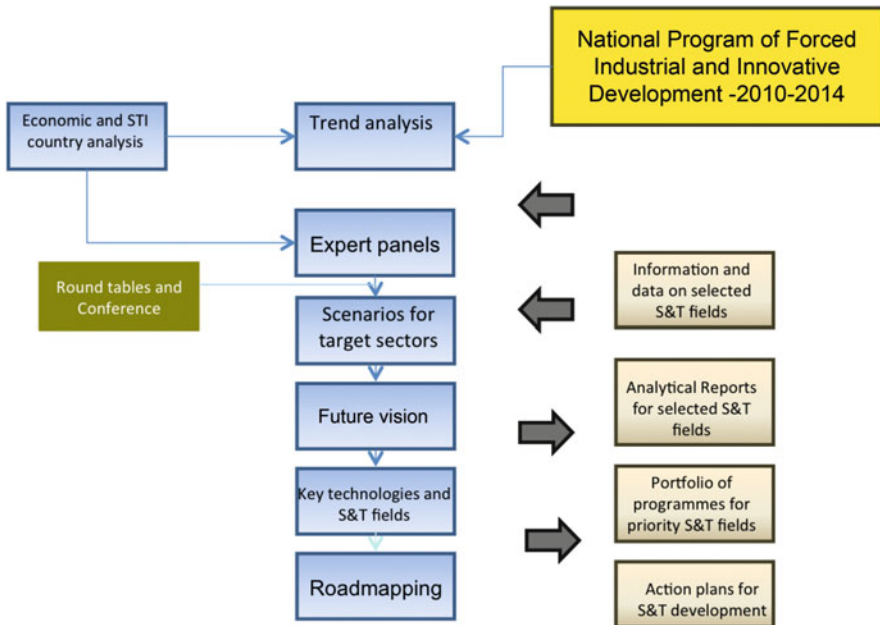 National Program of Forced
Industrial and Innovative
Development -2010-2014
Economic and STI
country analysis
Trend analysis
Expert panels
Round tables and
Conference
Scenarios for
target sectors
Future vision
Key technologies and
S&T fields
Roadmapping
Information and
data on selected
S&T fields
Analytical Reports
for selected S&T
fields
Portfolio of
programmes for
priority S&T fields
Action plans for
S&T development